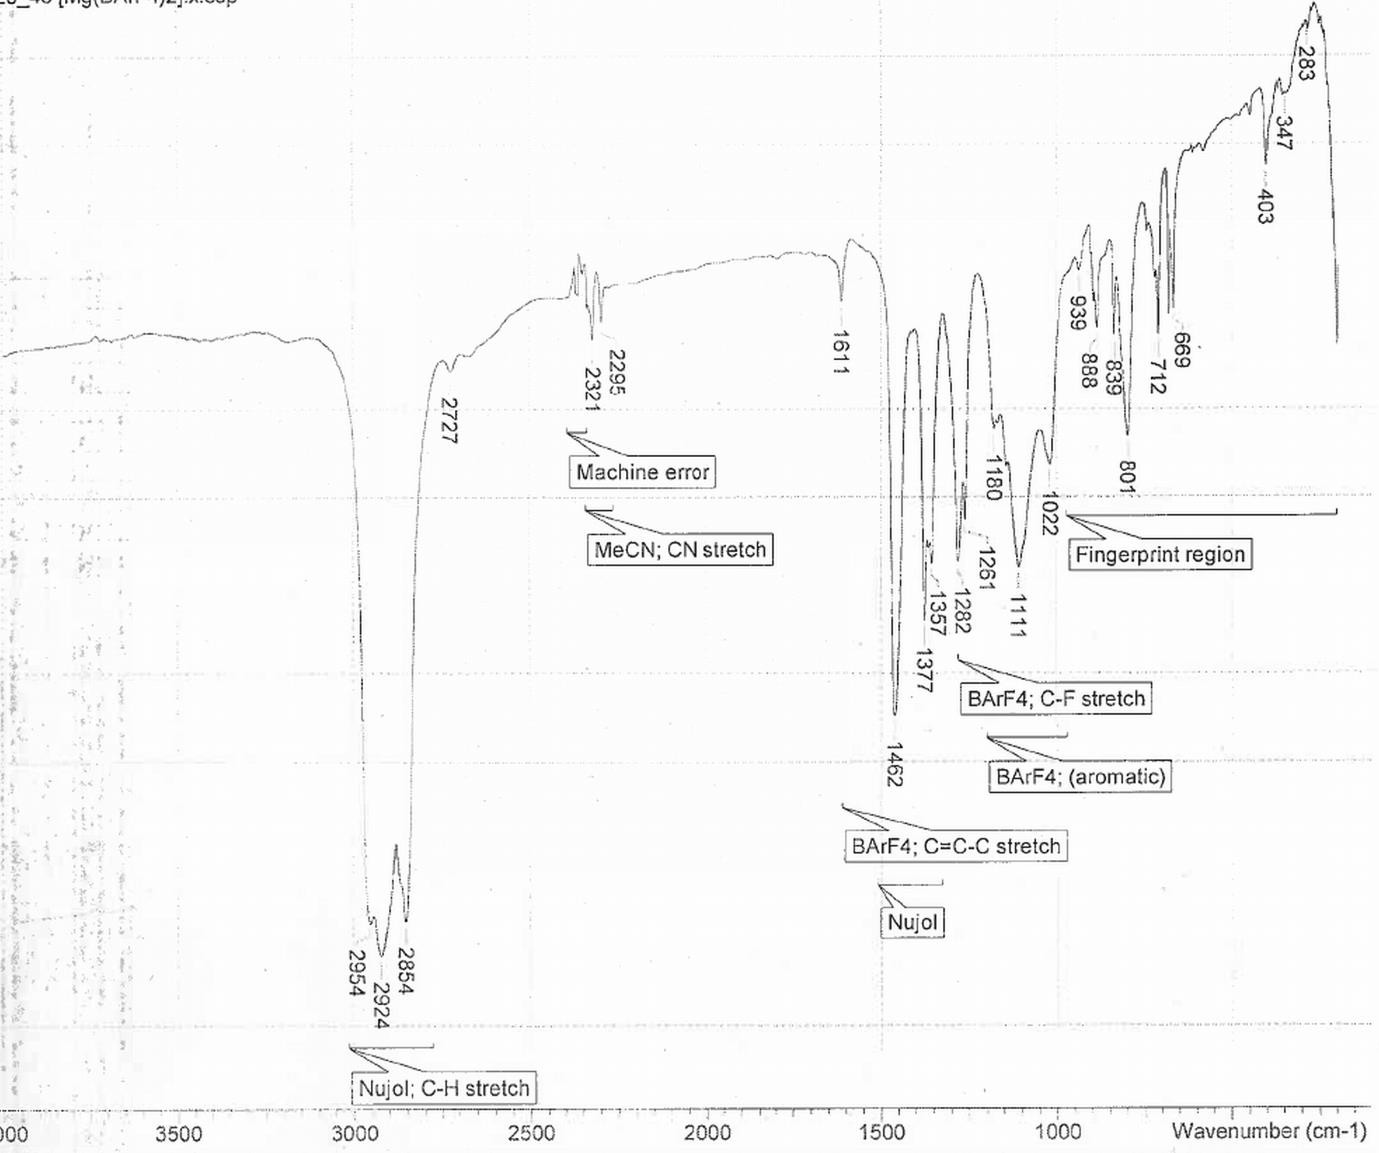 283
347
403
2295
2321
2727
1611
939
888
839
712
669
801
1180
1022
1261
1111
1282
1357
1377
1462
Machine error
MeCN; CN stretch
Fingerprint region
BArF4; C-F stretch
BArF4; (aromatic)
BArF4; C=C-C stretch
Nujol
2954
2924
2854
Nujol; C-H stretch
3500 3000 2500 2000 1500 1000 Wavenumber (cm-1)